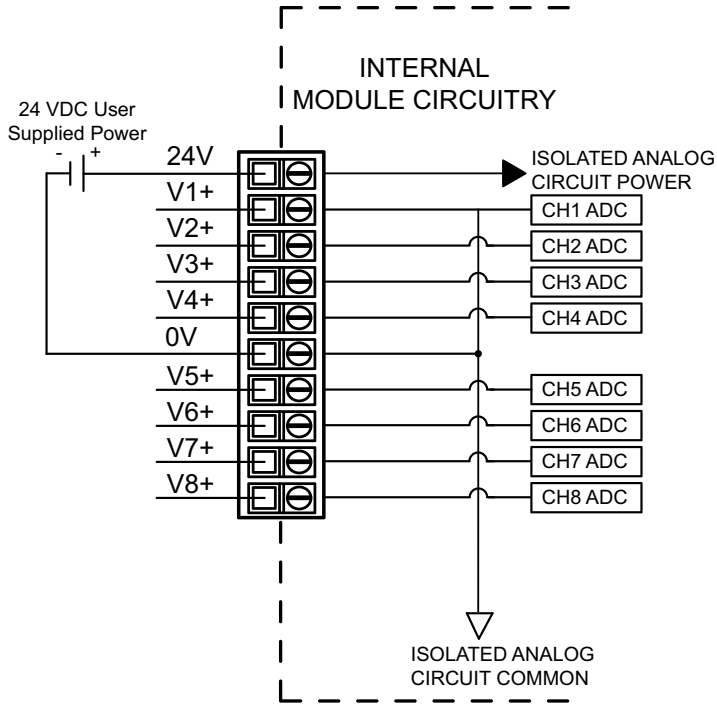 INTERNAL
MODULE CIRCUITRY
24 VDC User
Supplied Power
- +
24V
ISOLATED ANALOG
CIRCUIT POWER
V1+
CH1 ADC
V2+
CH2 ADC
V3+
CH3 ADC
V4+
CH4 ADC
0V
V5+
CH5 ADC
V6+
CH6 ADC
V7+
CH7 ADC
V8+
CH8 ADC
ISOLATED ANALOG
CIRCUIT COMMON